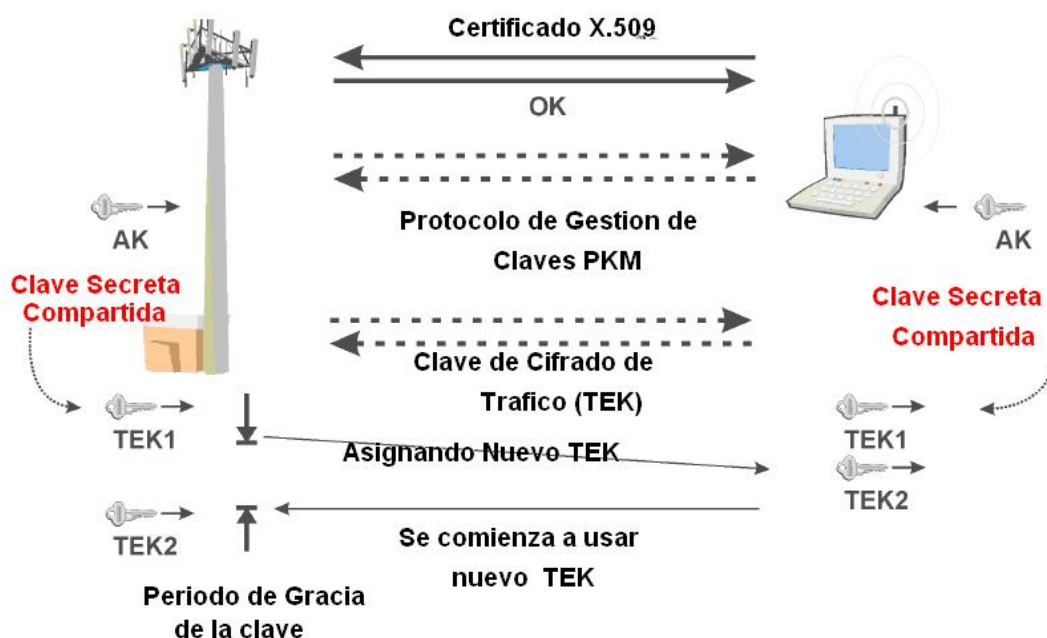 Certificado X.509
OK
AK
AK
Protocolo de Gestion de
Claves PKM
Clave Secreta
Compartida
Clave Secreta
Compartida
Clave de Cifrado de
Trafico (TEK)
TEK1
TEK1
Asignando Nuevo TEK
TEK2
TEK2
Se comienza a usar
nuevo TEK
Periodo de Gracia
de la clave